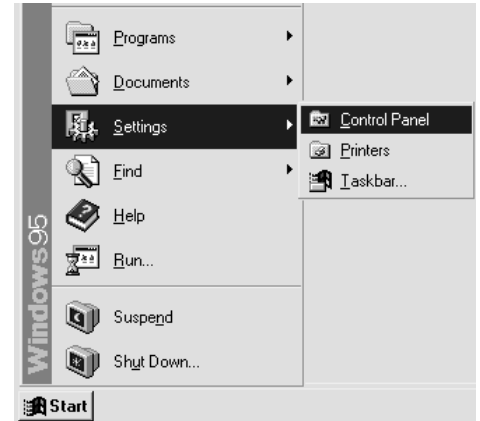 Programs
Documents
Settings
Control Panel
Printers
Taskbar...
Find
Help
Run...
Suspend
Shut Down...
Windows95
Start